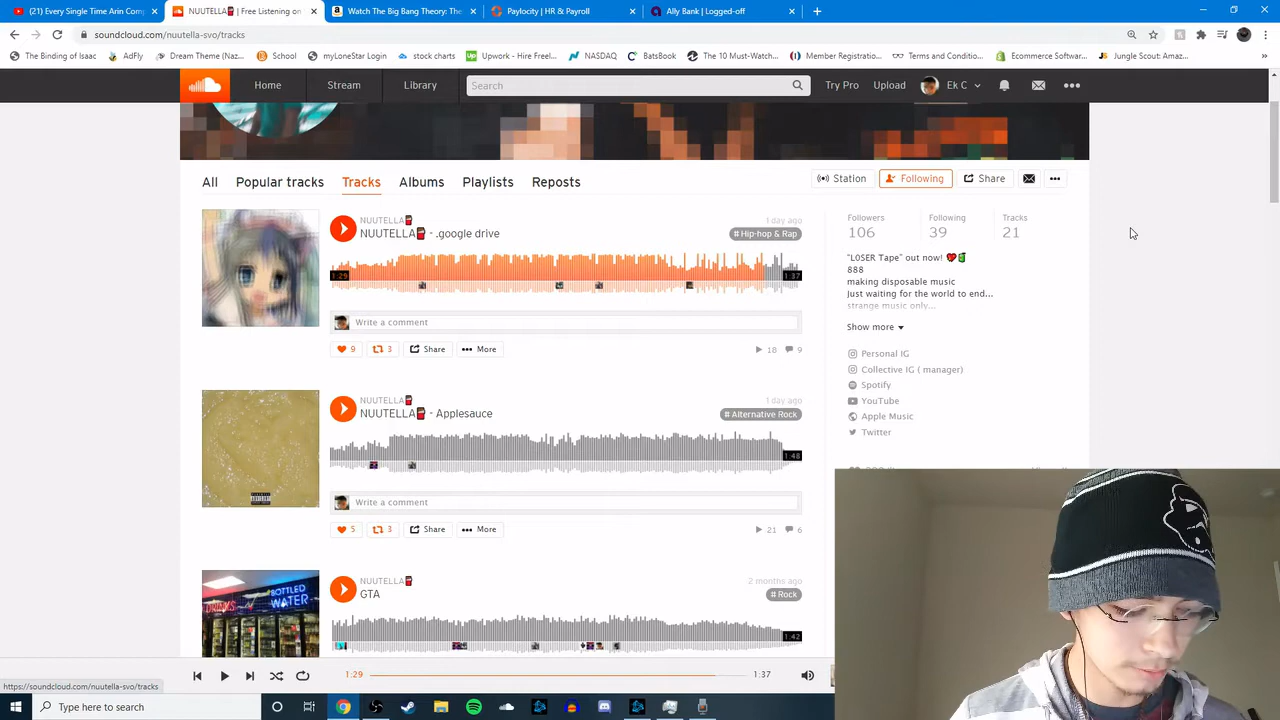 (21) Every Single Time Arin Comp
NUUTELLA🥫 | Free Listening on
Watch The Big Bang Theory: The
Paylocity | HR & Payroll
Ally Bank | Logged-off
soundcloud.com/nuutella-svo/tracks
The Binding of Isaac
AdFly
Dream Theme (Nest...
School
myLoneStar Login
stock charts
Upwork - Hire Freel...
NASDAQ
BatsBook
The 10 Must-Watch...
Member Registratio...
Terms and Conditio...
Ecommerce Softwar...
Jungle Scout: Amaz...
Home
Stream
Library
Search
Try Pro
Upload
Ek C
All
Popular tracks
Tracks
Albums
Playlists
Reposts
Station
Following
Share
NUUTELLA🥫
1 day ago
NUUTELLA🥫 - .google drive
# Hip-hop & Rap
1:29
1:37
Write a comment
9
3
Share
More
18
9
NUUTELLA🥫
1 day ago
NUUTELLA🥫 - Applesauce
# Alternative Rock
1:48
Write a comment
5
3
Share
More
21
6
NUUTELLA🥫
2 months ago
GTA
# Rock
1:42
DRINKS
BOTTLED
WATER
Followers
106
Following
39
Tracks
21
"LOSER Tape" out now!
888
making disposable music
Just waiting for the world to end...
strange music only...
Show more
Personal IG
Collective IG ( manager)
Spotify
YouTube
Apple Music
Twitter
1:29
1:37
https://soundcloud.com/nuutella-svo/tracks
Type here to search